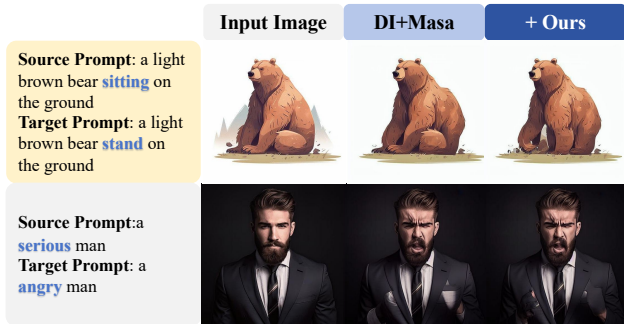 Input Image
DI+Masa
+ Ours
Source Prompt: a light
brown bear sitting on
the ground
Target Prompt: a light
brown bear stand on
the ground
Source Prompt:a
serious man
Target Prompt: a
angry man